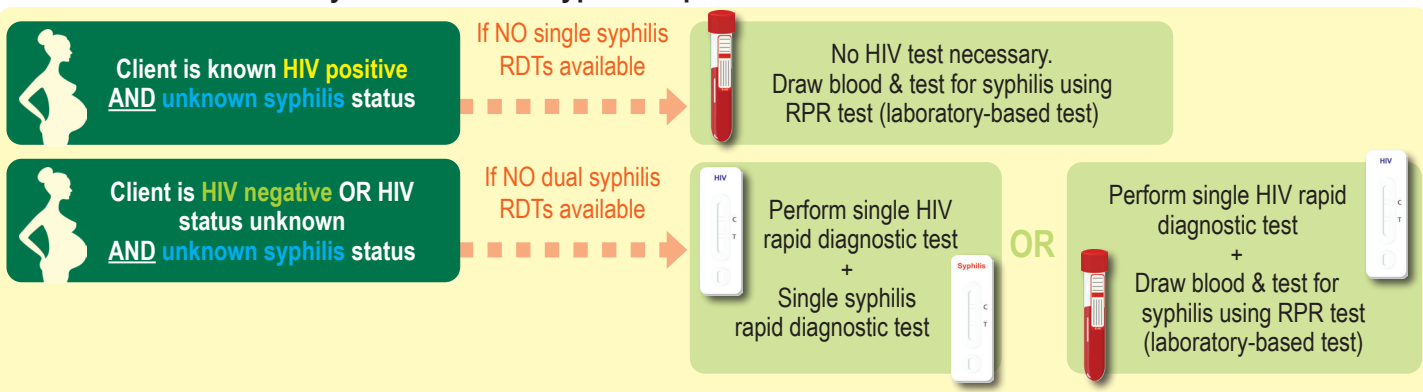 Client is known HIV positive
AND unknown syphilis status
If NO single syphilis
RDTs available
No HIV test necessary.
Draw blood & test for syphilis using
RPR test (laboratory-based test)
Client is HIV negative OR HIV
status unknown
AND unknown syphilis status
If NO dual syphilis
RDTs available
HIV
C
T
Perform single HIV
rapid diagnostic test
+
Single syphilis
rapid diagnostic test
Syphilis
C
T
OR
HIV
C
T
Perform single HIV rapid
diagnostic test
+
Draw blood & test for
syphilis using RPR test
(laboratory-based test)